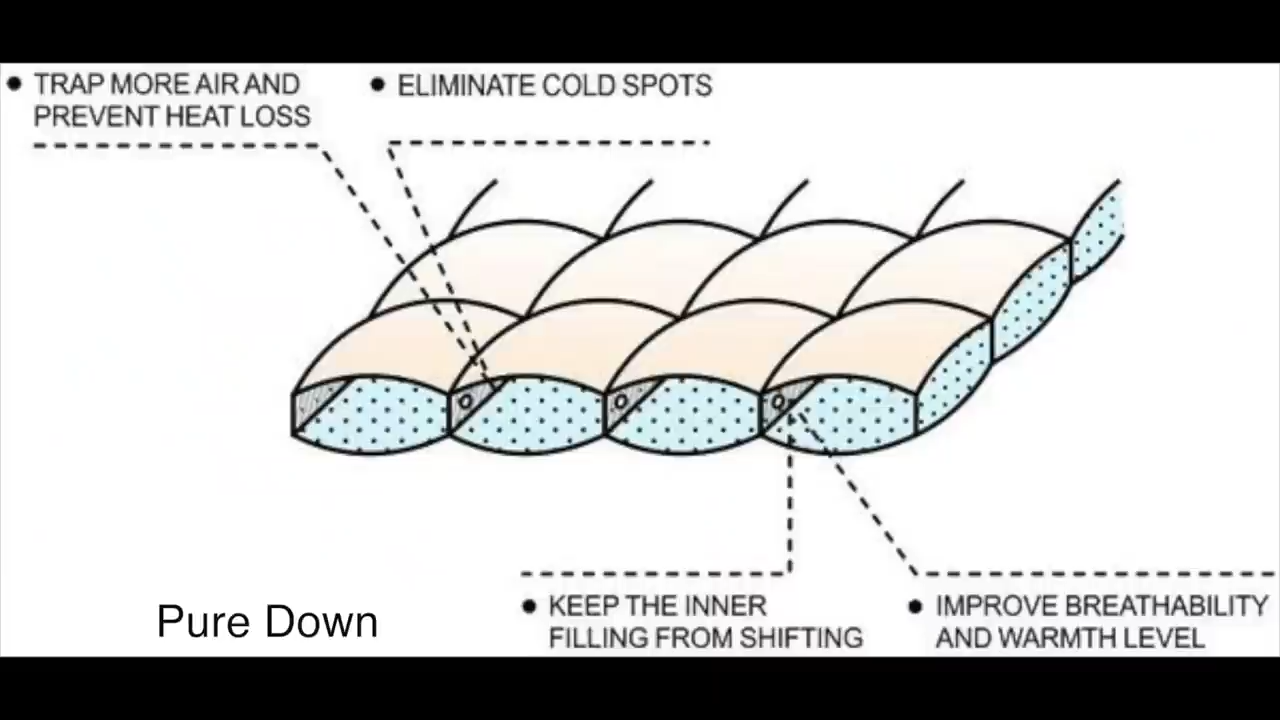 TRAP MORE AIR AND
PREVENT HEAT LOSS
ELIMINATE COLD SPOTS
KEEP THE INNER
FILLING FROM SHIFTING
IMPROVE BREATHABILITY
AND WARMTH LEVEL
Pure Down